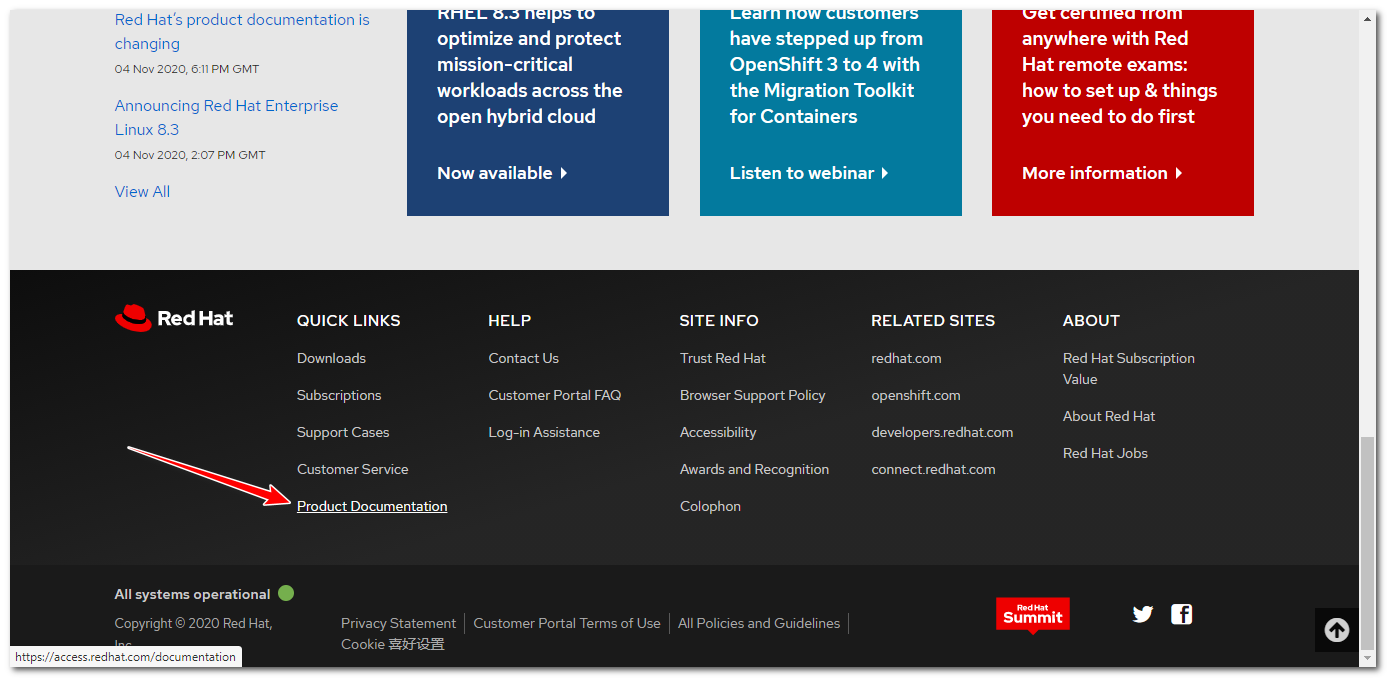 Red Hat’s product documentation is
changing
04 Nov 2020, 6:11 PM GMT
Announcing Red Hat Enterprise
Linux 8.3
04 Nov 2020, 2:07 PM GMT
View All
RHEL 8.3 helps to
optimize and protect
mission-critical
workloads across the
open hybrid cloud
Now available
Learn how customers
have stepped up from
OpenShift 3 to 4 with
the Migration Toolkit
for Containers
Listen to webinar
Get certified from
anywhere with Red
Hat remote exams:
how to set up & things
you need to do first
More information
Red Hat
QUICK LINKS
Downloads
Subscriptions
Support Cases
Customer Service
Product Documentation
HELP
Contact Us
Customer Portal FAQ
Log-in Assistance
SITE INFO
Trust Red Hat
Browser Support Policy
Accessibility
Awards and Recognition
Colophon
RELATED SITES
redhat.com
openshift.com
developers.redhat.com
connect.redhat.com
ABOUT
Red Hat Subscription
Value
About Red Hat
Red Hat Jobs
All systems operational
Copyright © 2020 Red Hat,
Inc.
Privacy Statement
Customer Portal Terms of Use
All Policies and Guidelines
Cookie 喜好设置
Red Hat
Summit
https://access.redhat.com/documentation